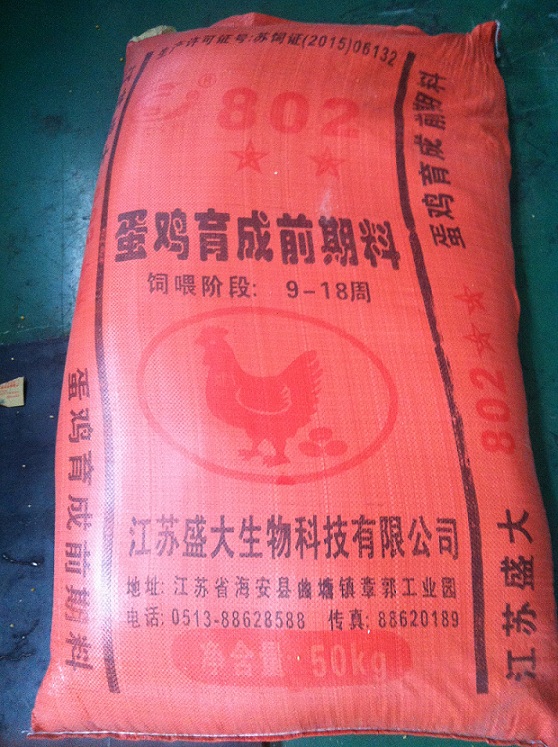 生产许可证号:苏饲证(2015)06132
®
802
蛋鸡育成前期料
饲喂阶段: 9-18周
江苏盛大生物科技有限公司
地址: 江苏省海安县曲塘镇章郭工业园
电话: 0513-88628588 传真: 88620189
净含量 50kg
蛋鸡育成前期料
蛋鸡育成前期料
802
江苏盛大